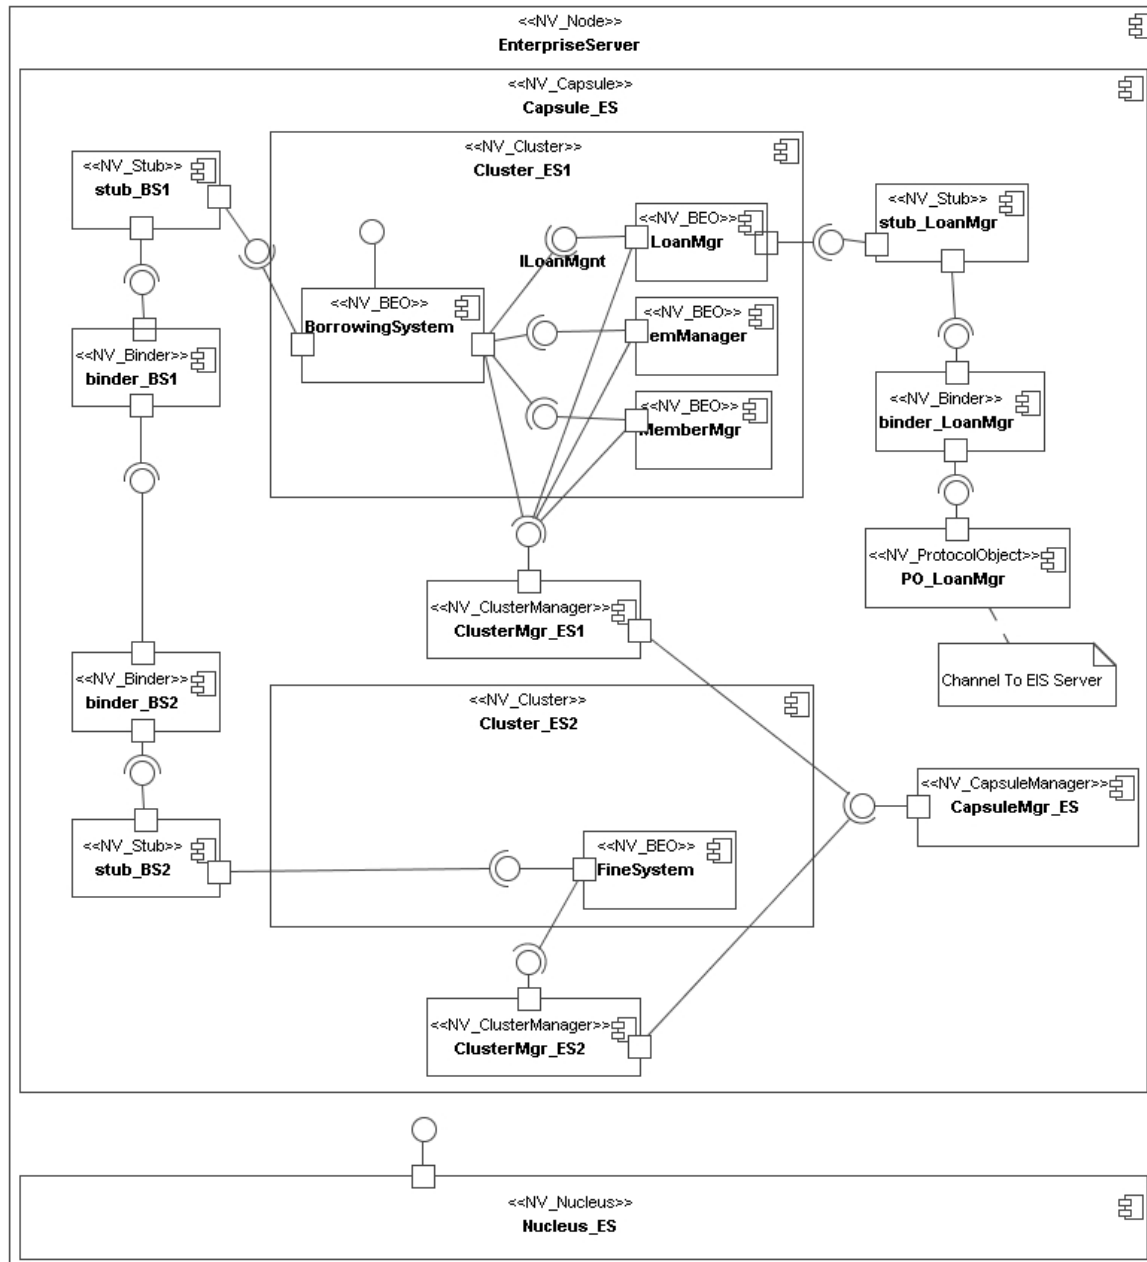 <<NV_Node>>
EnterpriseServer
<<NV_Capsule>>
Capsule_ES
<<NV_Cluster>>
Cluster_ES1
<<NV_Stub>>
stub_BS1
<<NV_Stub>>
stub_LoanMgr
<<NV_BEO>>
LoanMgr
ILoanMgnt
<<NV_BEO>>
BorrowingSystem
<<NV_BEO>>
emManager
<<NV_BEO>>
MemberMgr
<<NV_Binder>>
binder_BS1
<<NV_Binder>>
binder_LoanMgr
<<NV_ProtocolObject>>
PO_LoanMgr
<<NV_ClusterManager>>
ClusterMgr_ES1
Channel To EIS Server
<<NV_Binder>>
binder_BS2
<<NV_Cluster>>
Cluster_ES2
<<NV_CapsuleManager>>
CapsuleMgr_ES
<<NV_Stub>>
stub_BS2
<<NV_BEO>>
FineSystem
<<NV_ClusterManager>>
ClusterMgr_ES2
<<NV_Nucleus>>
Nucleus_ES